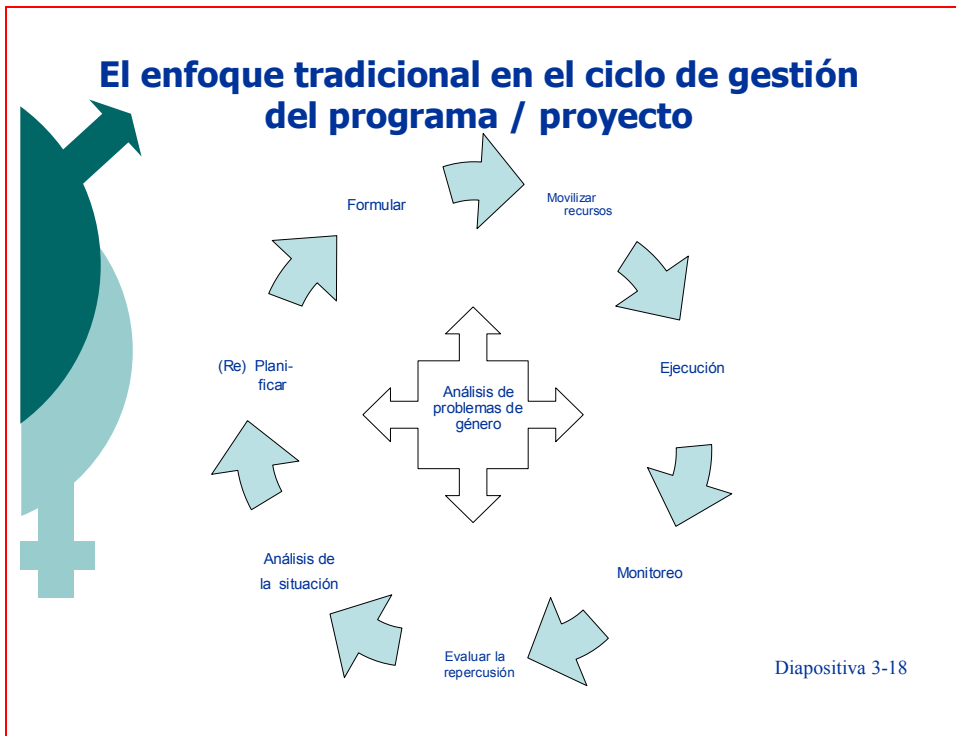 El enfoque tradicional en el ciclo de gestión
del programa / proyecto
Formular
Movilizar
recursos
Ejecución
Monitoreo
Evaluar la
repercusión
Análisis de
la situación
(Re) Plani-
ficar
Análisis de
problemas de
género
Diapositiva 3-18